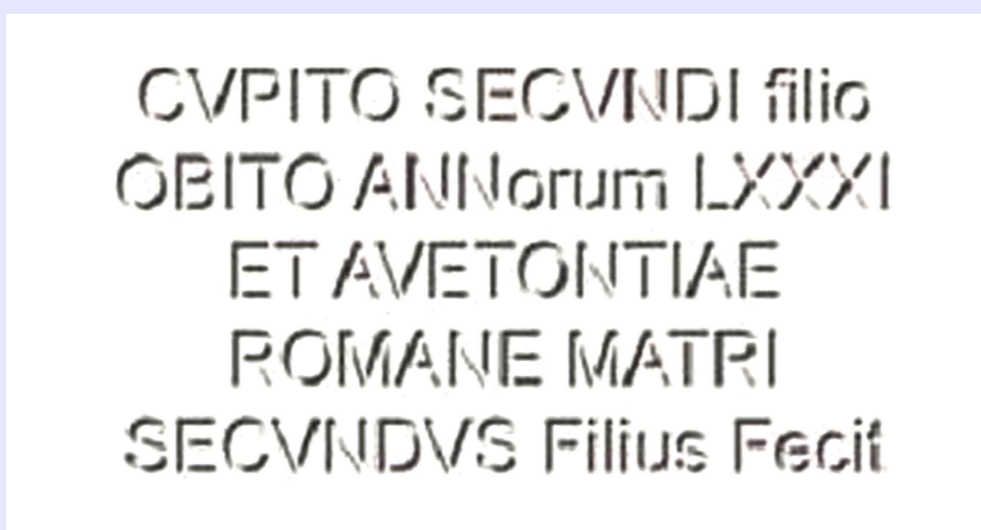 CVPITO SECVNDI filio
OBITO ANNorum LXXXI
ET AVETONTIAE
ROMANE MATRI
SECVNDVS Filius Fecit